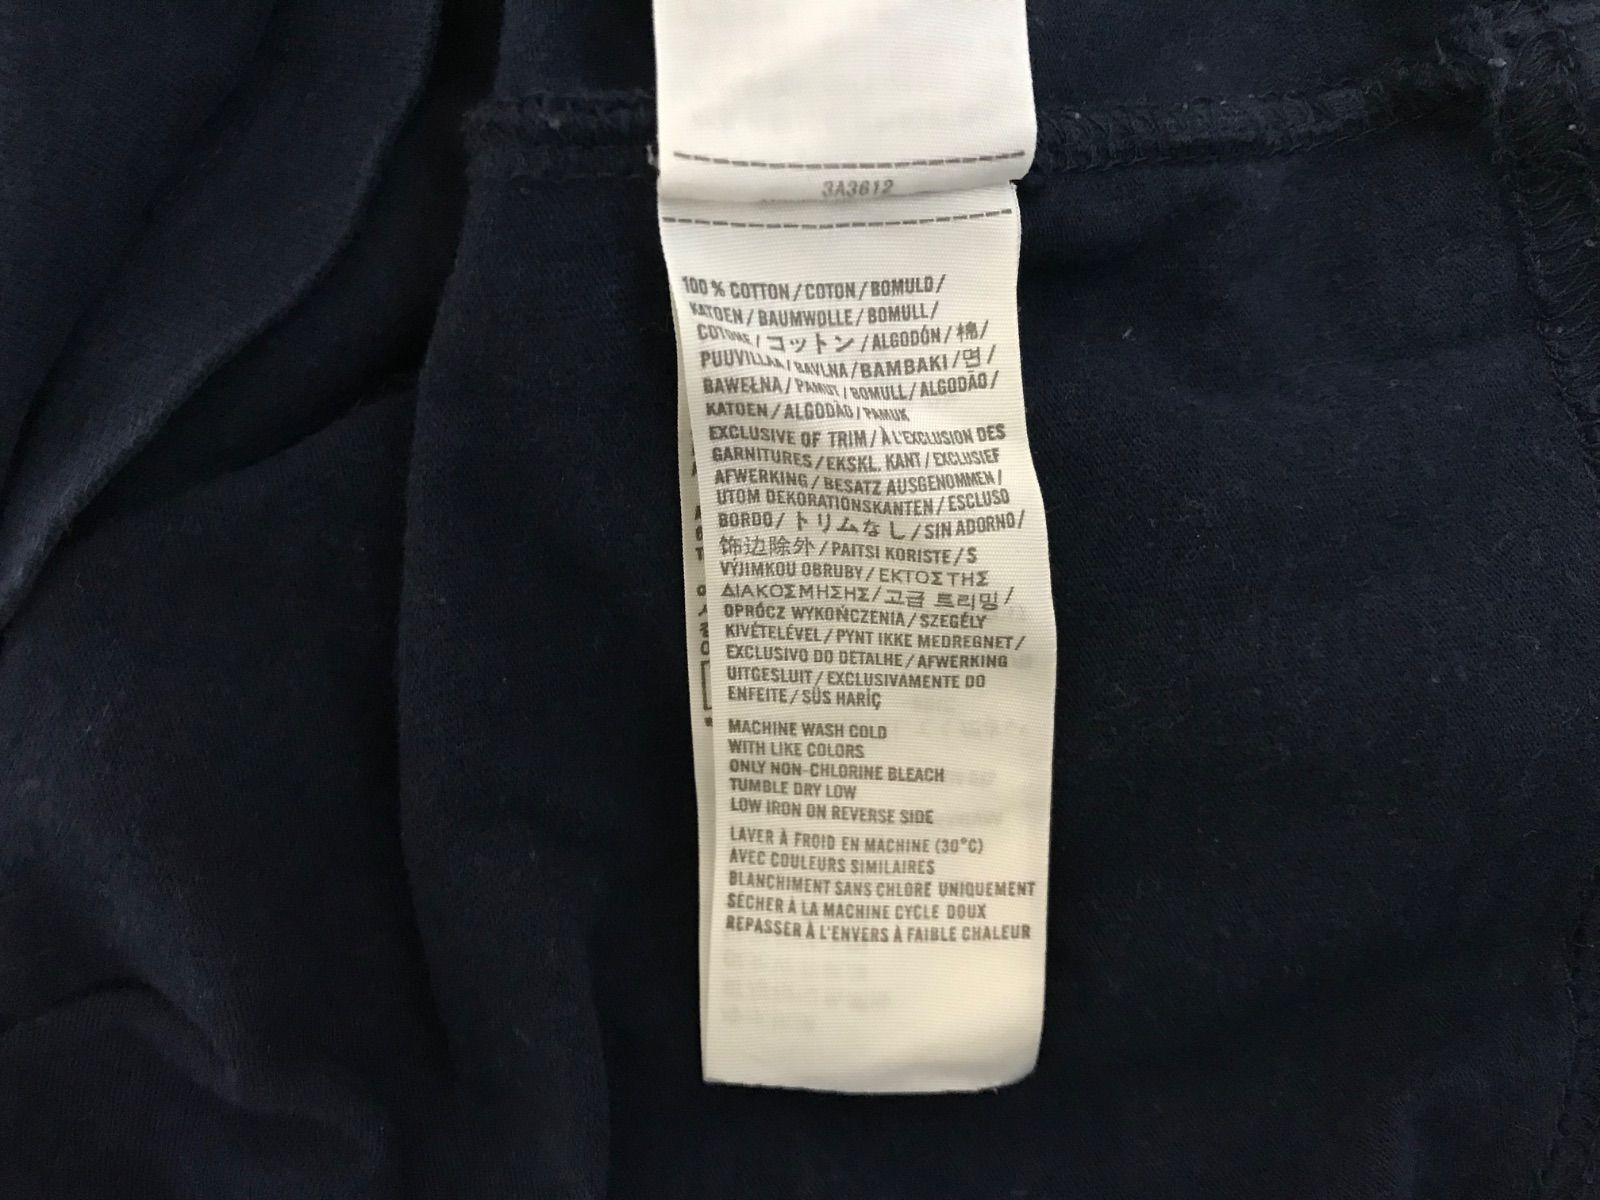 3A3612
100 % COTTON / COTON / BOMULD /
KATOEN / BAUMWOLLE / BOMULL /
COTONE / コットン / ALGODÓN / 棉 /
PUUVILLAA / BAVLNA / BAMBAKI / 면 /
BAWEŁNA / PAMUT / BOMULL / ALGODÃO /
KATOEN / ALGODÃO / PAMUK
EXCLUSIVE OF TRIM / À L'EXCLUSION DES
GARNITURES / EKSKL. KANT / EXCLUSIEF
AFWERKING / BESATZ AUSGENOMMEN /
UTOM DEKORATIONSKANTEN / ESCLUSO
BORDO / トリムなし / SIN ADORNO /
饰边除外 / PAITSI KORISTE / S
VÝJIMKOU OBRUBY / ΕΚΤΟΣ ΤΗΣ
ΔΙΑΚΟΣΜΗΣΗΣ / 고급 트리밍 /
OPRÓCZ WYKOŃCZENIA / SZEGÉLY
KIVÉTELÉVEL / PYNT IKKE MEDREGNET /
EXCLUSIVO DO DETALHE / AFWERKING
UITGESLUIT / EXCLUSIVAMENTE DO
ENFEITE / SÜS HARİÇ
MACHINE WASH COLD
WITH LIKE COLORS
ONLY NON-CHLORINE BLEACH
TUMBLE DRY LOW
LOW IRON ON REVERSE SIDE
LAVER À FROID EN MACHINE (30°C)
AVEC COULEURS SIMILAIRES
BLANCHIMENT SANS CHLORE UNIQUEMENT
SÉCHER À LA MACHINE CYCLE DOUX
REPASSER À L'ENVERS À FAIBLE CHALEUR